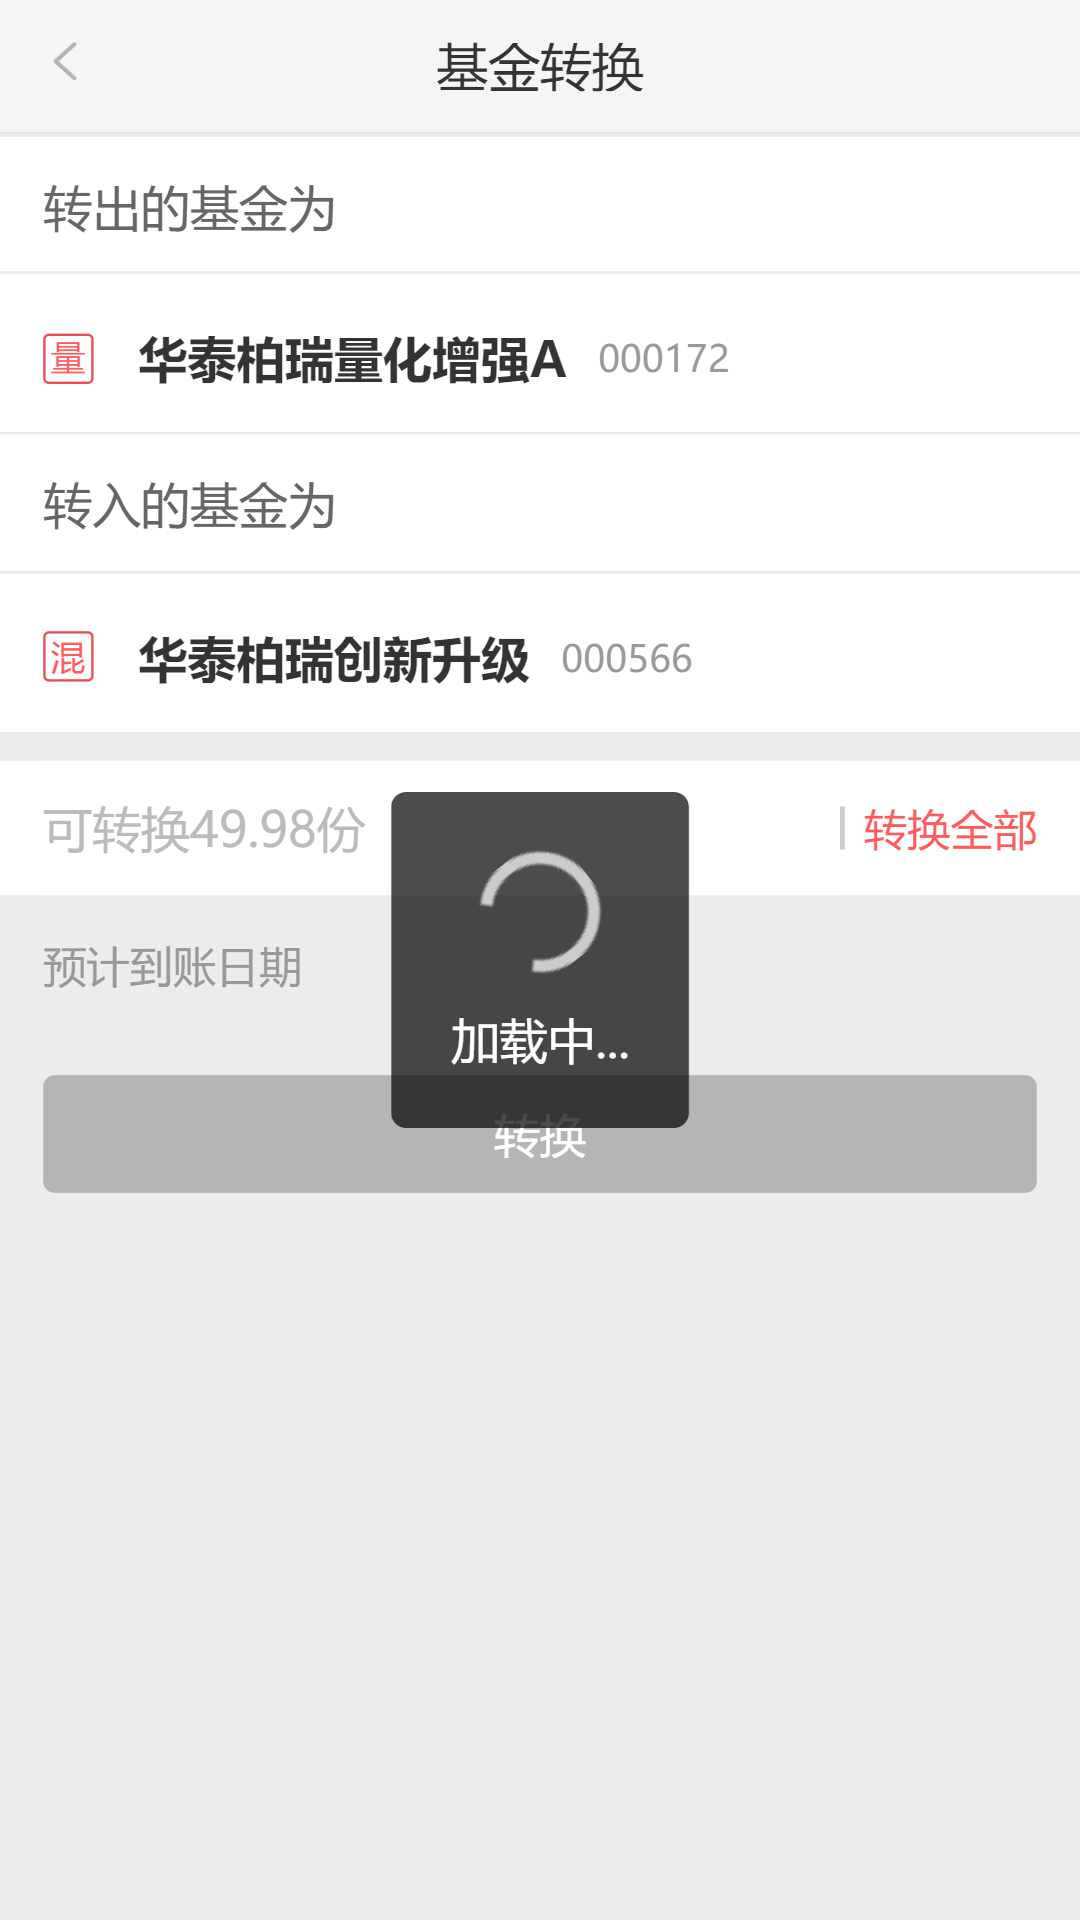 基金转换
转出的基金为
量 华泰柏瑞量化增强A 000172
转入的基金为
混 华泰柏瑞创新升级 000566
可转换49.98份 转换全部
预计到账日期
加载中...
转换